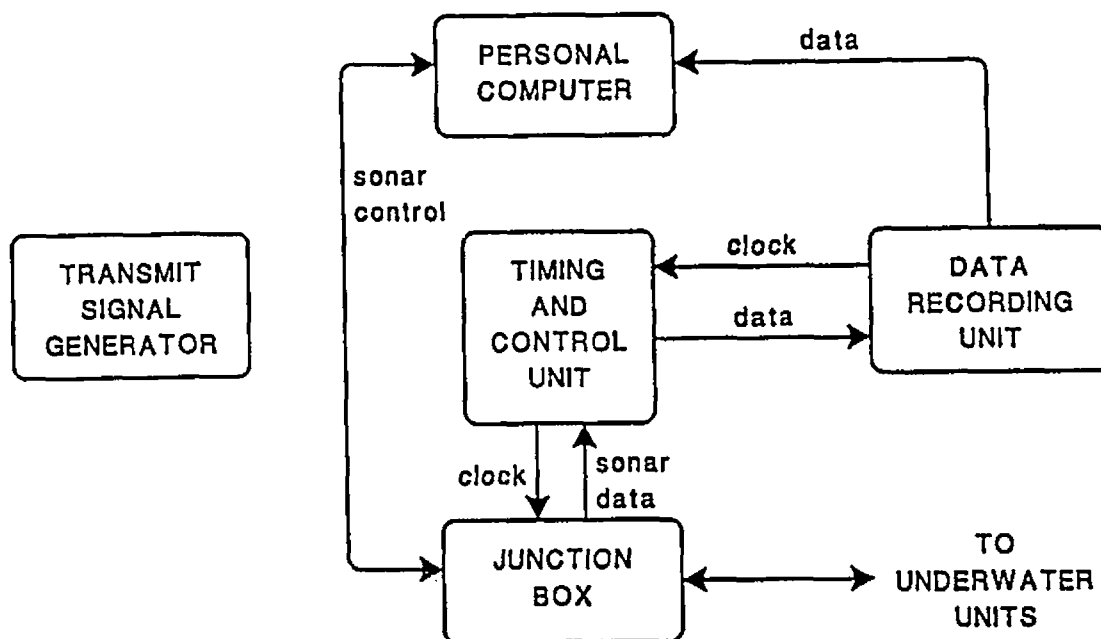 PERSONAL
COMPUTER
data
sonar
control
TRANSMIT
SIGNAL
GENERATOR
TIMING
AND
CONTROL
UNIT
clock
data
DATA
RECORDING
UNIT
clock
sonar
data
JUNCTION
BOX
TO
UNDERWATER
UNITS